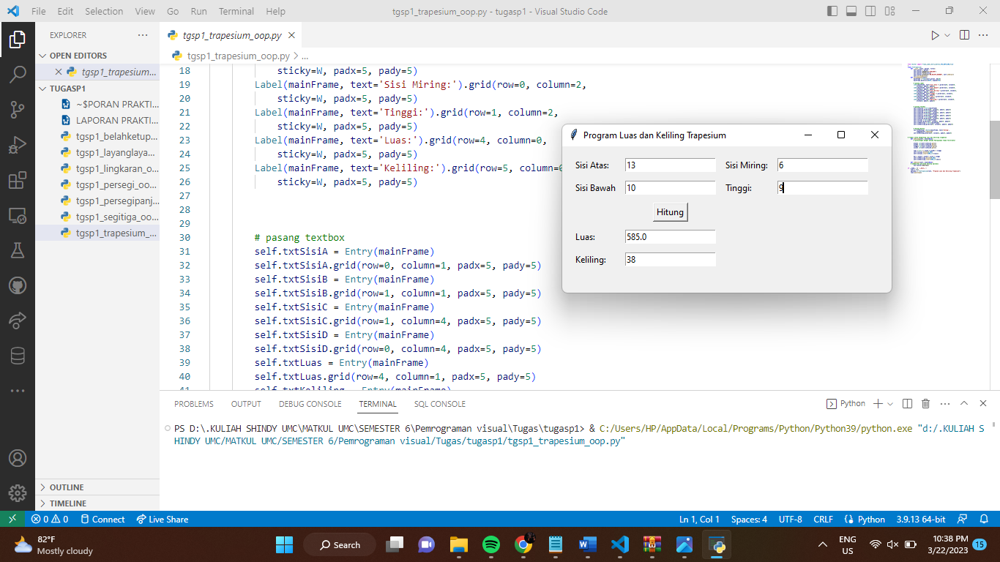 File Edit Selection View Go Run Terminal Help
tgsp1_trapesium_oop.py - tugasp1 - Visual Studio Code
EXPLORER
OPEN EDITORS
tgsp1_trapesium...
TUGASP1
~$PORAN PRAKTI...
LAPORAN PRAKTI...
tgsp1_belahketup...
tgsp1_layanglaya...
tgsp1_lingkaran_o...
tgsp1_persegi_oo...
tgsp1_persegipanj...
tgsp1_segitiga_oo...
tgsp1_trapesium_...
OUTLINE
TIMELINE
tgsp1_trapesium_oop.py
tgsp1_trapesium_oop.py > ...
18 sticky=W, padx=5, pady=5)
19 Label(mainFrame, text='Sisi Miring:').grid(row=0, column=2,
20 sticky=W, padx=5, pady=5)
21 Label(mainFrame, text='Tinggi:').grid(row=1, column=2,
22 sticky=W, padx=5, pady=5)
23 Label(mainFrame, text='Luas:').grid(row=4, column=0,
24 sticky=W, padx=5, pady=5)
25 Label(mainFrame, text='Keliling:').grid(row=5, column=0
26 sticky=W, padx=5, pady=5)
27
28
29
30 # pasang textbox
31 self.txtSisiA = Entry(mainFrame)
32 self.txtSisiA.grid(row=0, column=1, padx=5, pady=5)
33 self.txtSisiB = Entry(mainFrame)
34 self.txtSisiB.grid(row=1, column=1, padx=5, pady=5)
35 self.txtSisiC = Entry(mainFrame)
36 self.txtSisiC.grid(row=1, column=4, padx=5, pady=5)
37 self.txtSisiD = Entry(mainFrame)
38 self.txtSisiD.grid(row=0, column=4, padx=5, pady=5)
39 self.txtLuas = Entry(mainFrame)
40 self.txtLuas.grid(row=4, column=1, padx=5, pady=5)
41 self.txtKeliling = Entry(mainFrame)
Program Luas dan Keliling Trapesium
Sisi Atas: 13 Sisi Miring: 6
Sisi Bawah 10 Tinggi: 9
Hitung
Luas: 585.0
Keliling: 38
PROBLEMS OUTPUT DEBUG CONSOLE TERMINAL SQL CONSOLE
Python
PS D:\.KULIAH SHINDY UMC\MATKUL UMC\SEMESTER 6\Pemrograman visual\Tugas\tugasp1> & C:/Users/HP/AppData/Local/Programs/Python/Python39/python.exe "d:/.KULIAH S
HINDY UMC/MATKUL UMC/SEMESTER 6/Pemrograman visual/Tugas/tugasp1/tgsp1_trapesium_oop.py"
0 0 Connect Live Share
Ln 1, Col 1 Spaces: 4 UTF-8 CRLF Python 3.9.13 64-bit
82°F
Mostly cloudy
Search
ENG
US
10:38 PM
3/22/2023
15